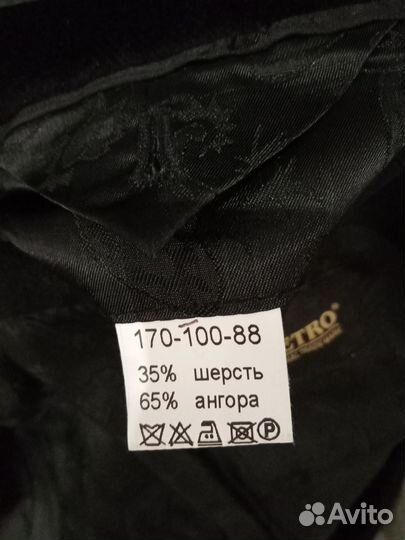 170-100-88
35% шерсть
65% ангора
P
Avito